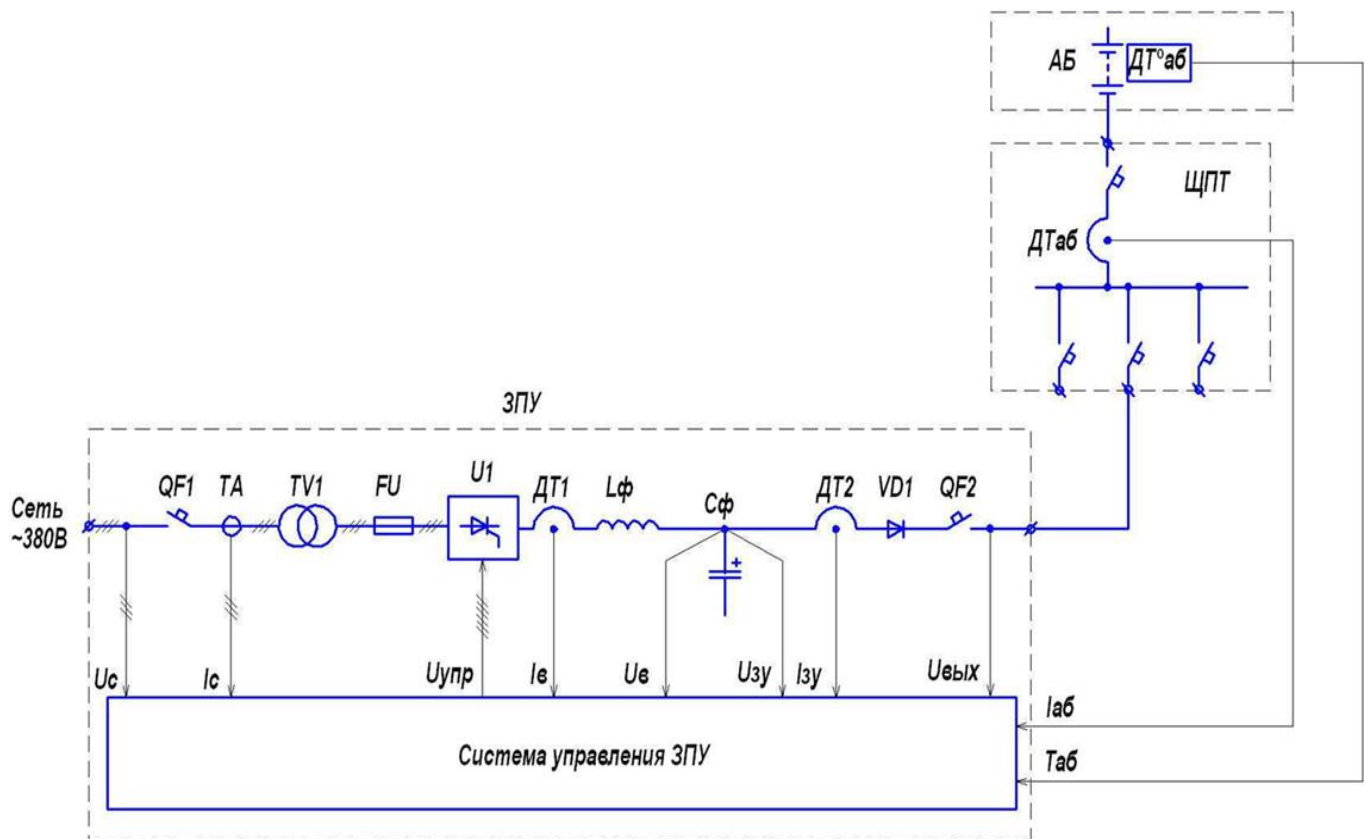 АБ
ДТ°аб
ЩПТ
ДТаб
ЗПУ
QF1 TA TV1 FU U1 ДТ1 Lф Сф ДТ2 VD1 QF2
Сеть
~380В
+
Uс Iс Uупр Iв Uв Uзу Iзу Uвых
Iаб
Система управления ЗПУ
Таб